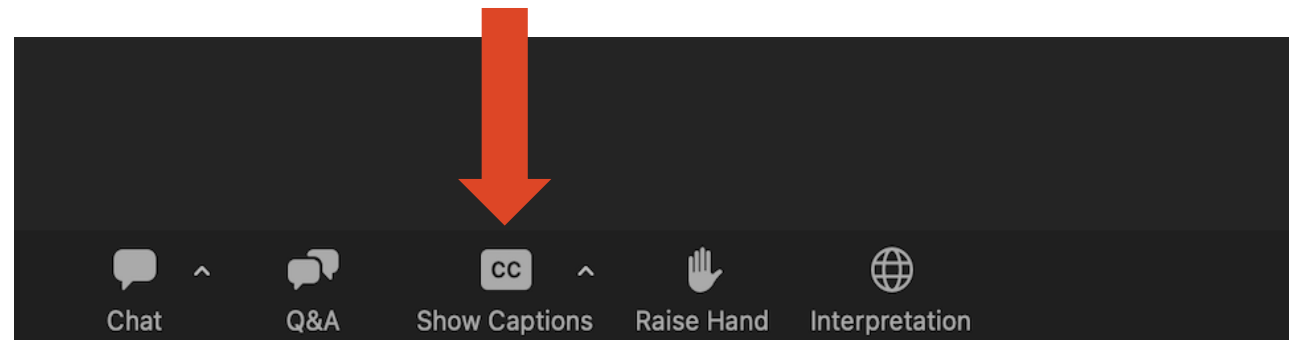 CC
Chat
Q&A
Show Captions
Raise Hand
Interpretation